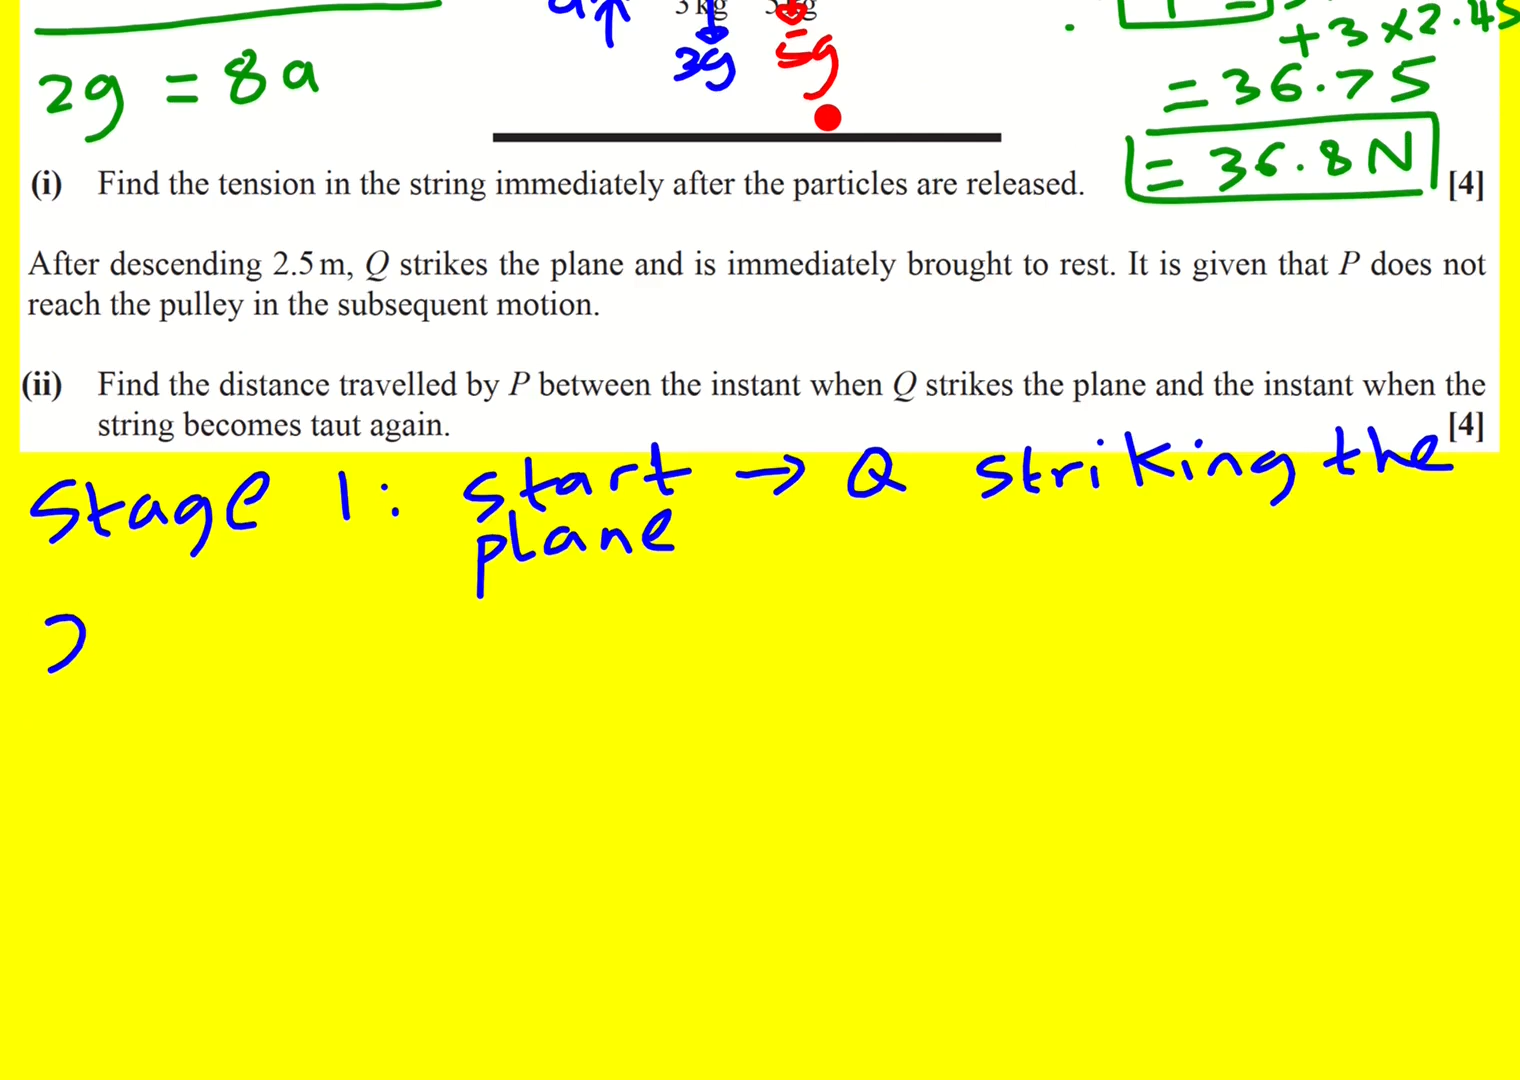 3 kg
+ 3 × 2.45
3g 5g
2g = 8a
= 36.75
= 36.8 N
(i) Find the tension in the string immediately after the particles are released. [4]
After descending 2.5 m, Q strikes the plane and is immediately brought to rest. It is given that P does not
reach the pulley in the subsequent motion.
(ii) Find the distance travelled by P between the instant when Q strikes the plane and the instant when the
string becomes taut again. [4]
Stage 1: start → Q striking the
plane